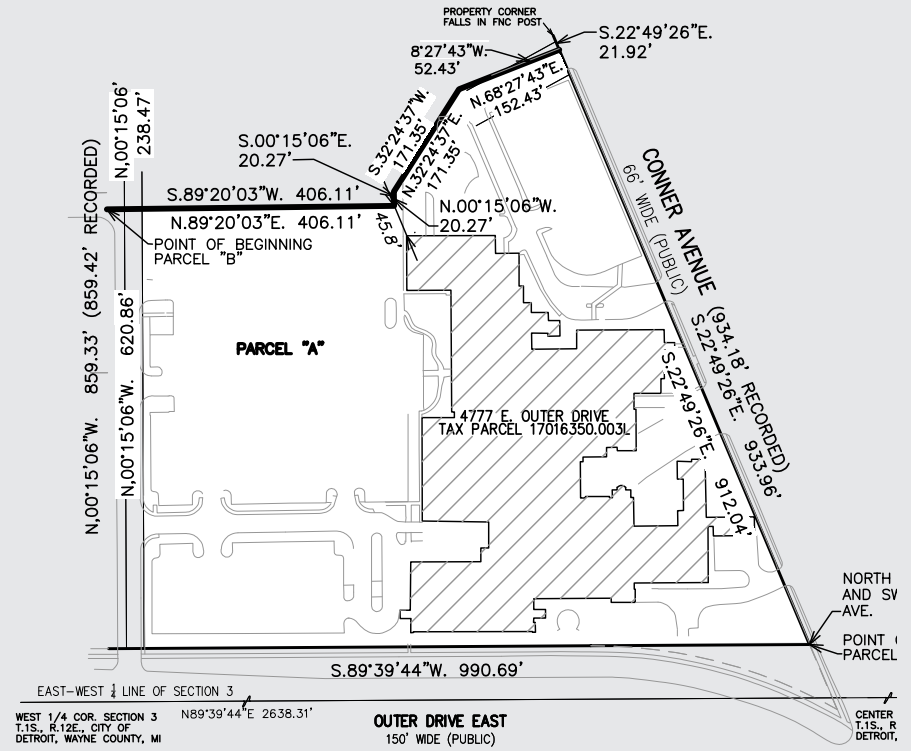 PROPERTY CORNER
FALLS IN FNC POST
S.22°49'26"E.
21.92'
8°27'43"W.
52.43'
N.68°27'43"E.
152.43'
S.32°24'37"W.
171.35'
N.32°24'37"E.
171.35'
S.00°15'06"E.
20.27'
N,00°15'06'
238.47'
S.89°20'03"W. 406.11'
N.89°20'03"E. 406.11'
N.00°15'06"W.
20.27'
45.8'
POINT OF BEGINNING
PARCEL "B"
N,00°15'06"W. 859.33' (859.42' RECORDED)
N,00°15'06"W. 620.86'
PARCEL "A"
CONNER AVENUE
66' WIDE (PUBLIC)
(934.18' RECORDED)
S.22°49'26"E. 933.96'
S.22°49'26"E. 912.04'
4777 E. OUTER DRIVE
TAX PARCEL 17016350.003L
NORTH
AND SW
AVE.
POINT
PARCEL
S.89°39'44"W. 990.69'
EAST-WEST ¼ LINE OF SECTION 3
N89°39'44"E 2638.31'
WEST 1/4 COR. SECTION 3
T.1S., R.12E., CITY OF
DETROIT, WAYNE COUNTY, MI
OUTER DRIVE EAST
150' WIDE (PUBLIC)
CENTER
T.1S., R
DETROIT,